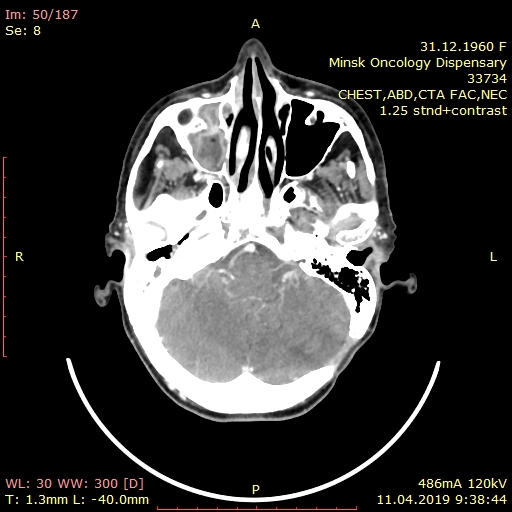 Im: 50/187
Se: 8
A
31.12.1960 F
Minsk Oncology Dispensary
33734
CHEST,ABD,CTA FAC,NEC
1.25 stnd+contrast
R
L
WL: 30 WW: 300 [D]
T: 1.3mm L: -40.0mm
P
486mA 120kV
11.04.2019 9:38:44